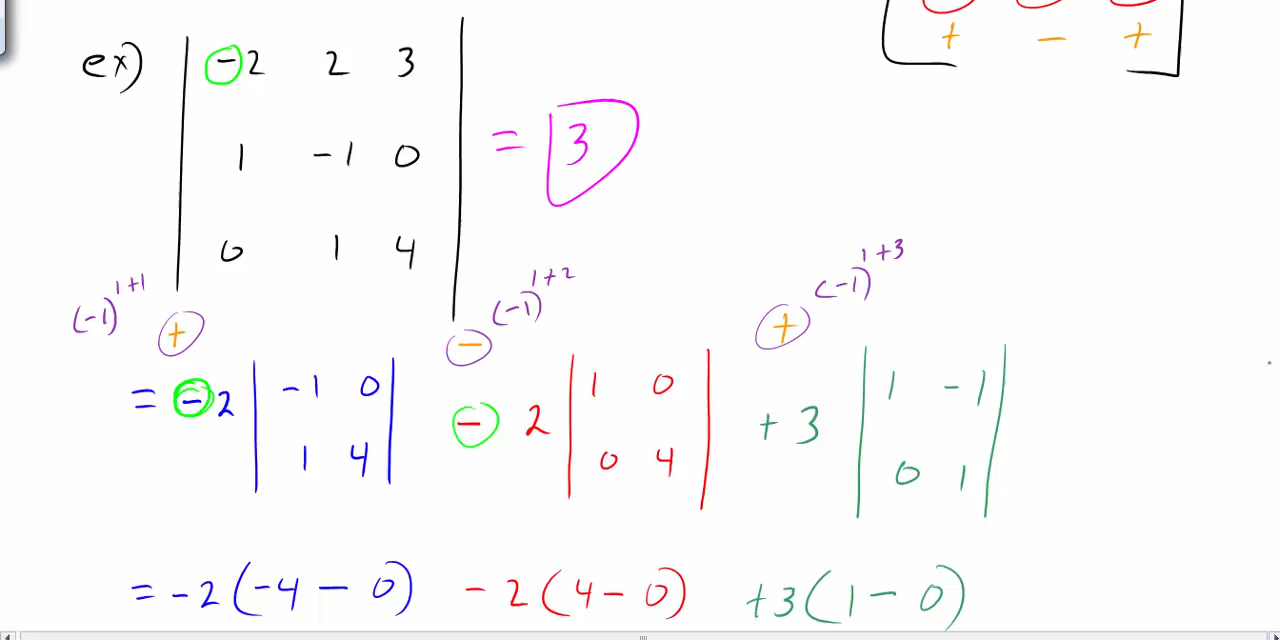 + - +
ex) | -2 2 3 |
| 1 -1 0 | = 3
| 0 1 4 |
(-1)^1+1 + - (-1)^1+2 + (-1)^1+3
= -2 | -1 0 | - 2 | 1 0 | + 3 | 1 -1 |
| 1 4 | | 0 4 | | 0 1 |
= -2(-4 - 0) - 2(4 - 0) + 3(1 - 0)